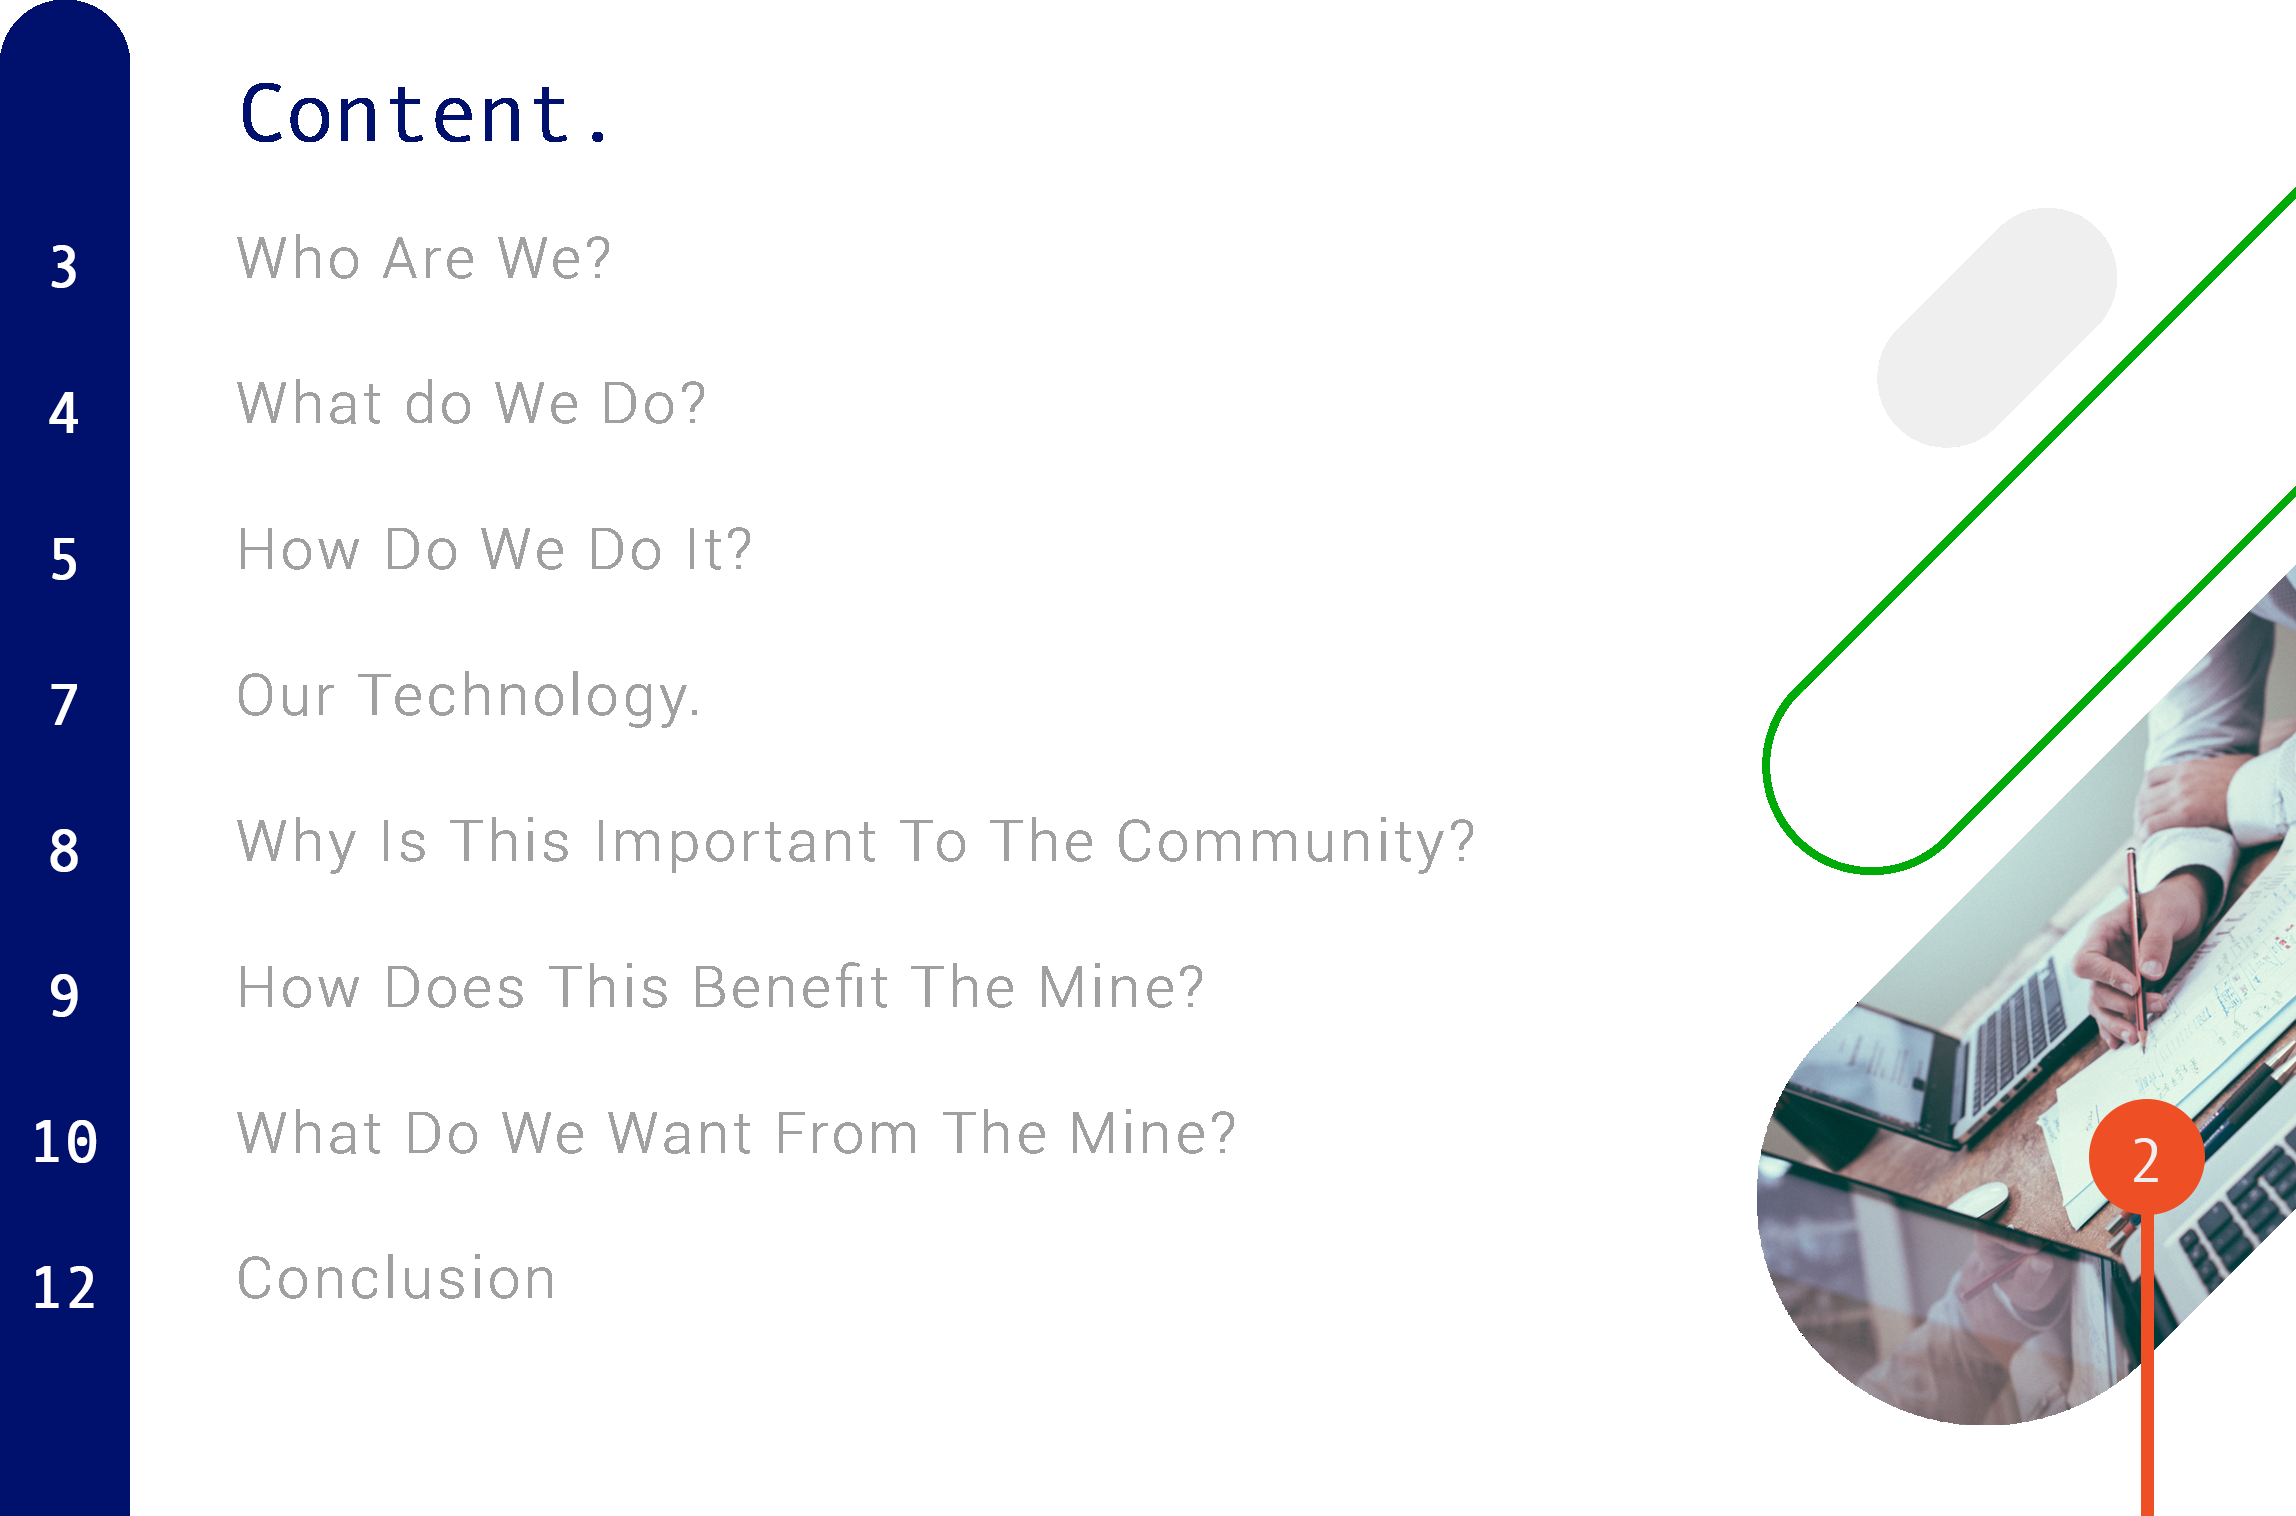 Content.
3 Who Are We?
4 What do We Do?
5 How Do We Do It?
7 Our Technology.
8 Why Is This Important To The Community?
9 How Does This Benefit The Mine?
10 What Do We Want From The Mine?
12 Conclusion
2